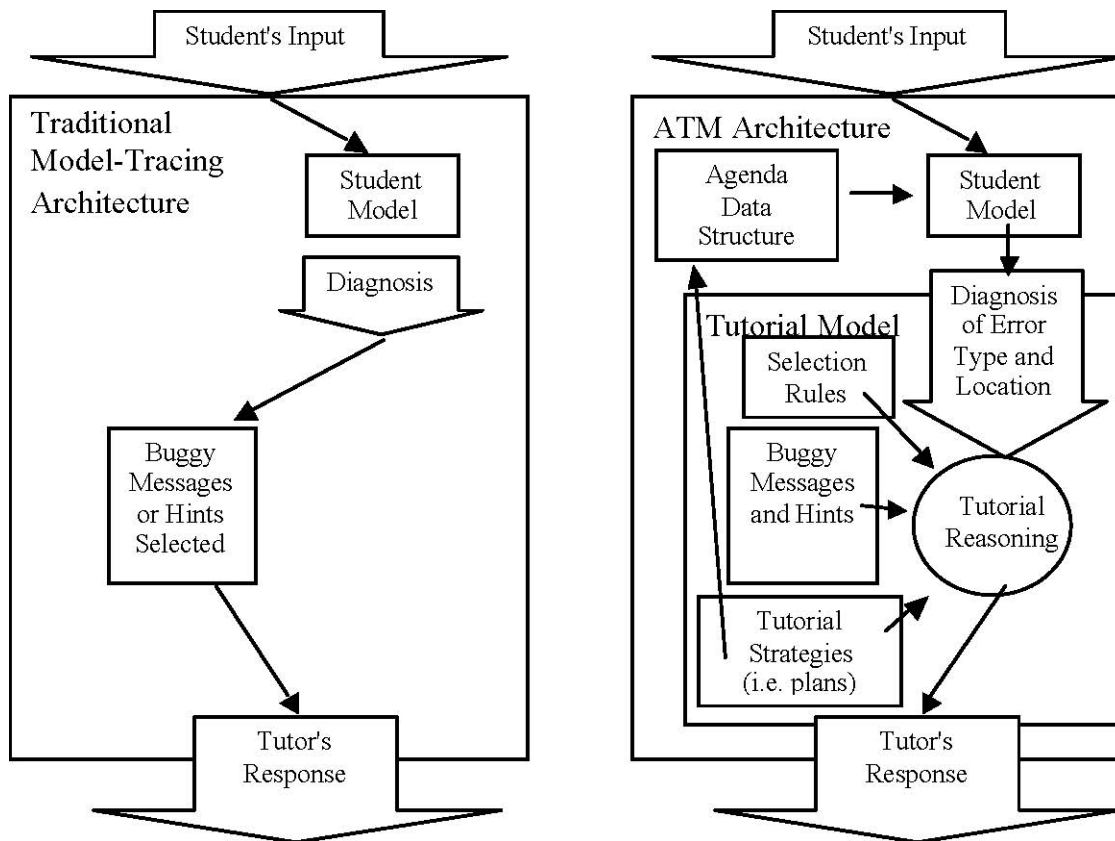 Student's Input
Traditional
Model-Tracing
Architecture
Student
Model
Diagnosis
Buggy
Messages
or Hints
Selected
Tutor's
Response
Student's Input
ATM Architecture
Agenda
Data
Structure
Student
Model
Diagnosis
of Error
Type and
Location
Tutorial Model
Selection
Rules
Buggy
Messages
and Hints
Tutorial
Reasoning
Tutorial
Strategies
(i.e. plans)
Tutor's
Response